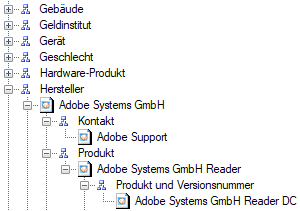 Gebäude
Geldinstitut
Gerät
Geschlecht
Hardware-Produkt
Hersteller
Adobe Systems GmbH
Kontakt
Adobe Support
Produkt
Adobe Systems GmbH Reader
Produkt und Versionsnummer
Adobe Systems GmbH Reader DC